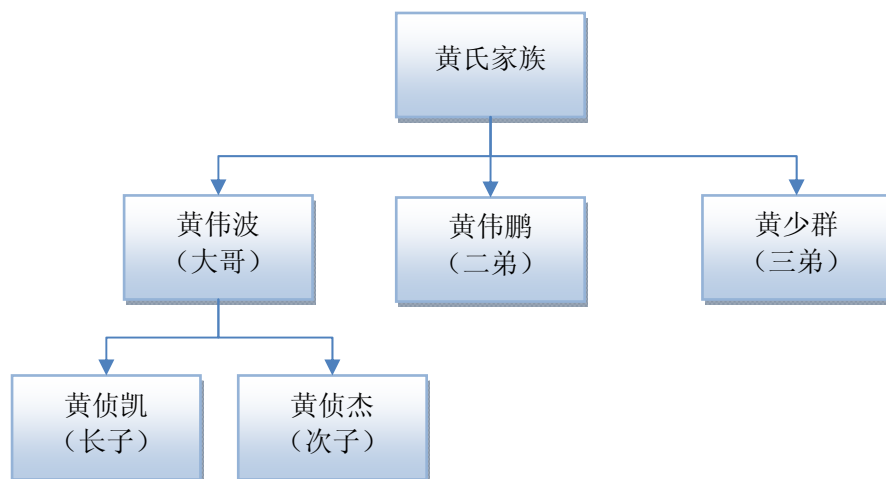 黄氏家族
黄伟波
（大哥）
黄伟鹏
（二弟）
黄少群
（三弟）
黄侦凯
（长子）
黄侦杰
（次子）